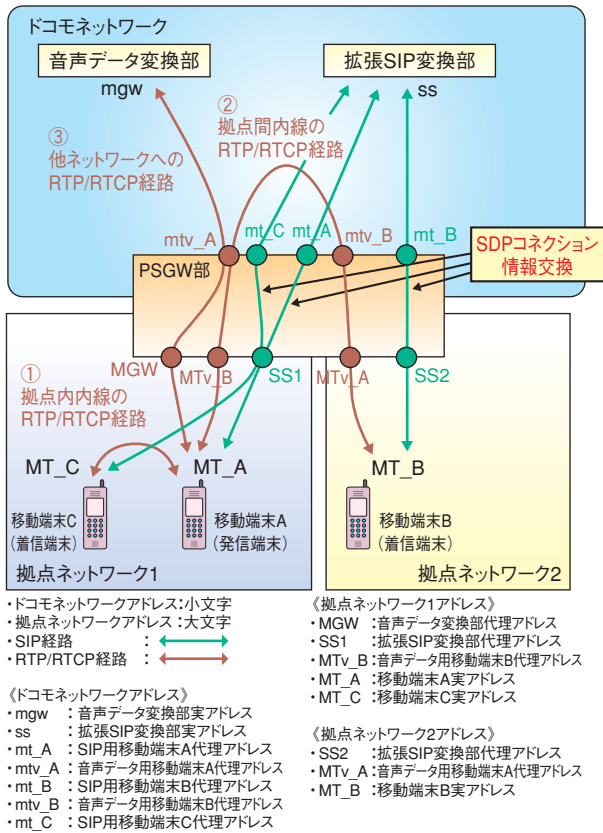 ドコモネットワーク
音声データ変換部
mgw
拡張SIP変換部
ss
②
拠点間内線の
RTP/RTCP経路
③
他ネットワークへの
RTP/RTCP経路
mtv_A
mt_C
mt_A
mtv_B
mt_B
SDPコネクション
情報交換
PSGW部
MGW
MTv_B
SS1
MTv_A
SS2
①
拠点内内線の
RTP/RTCP経路
MT_C
MT_A
MT_B
移動端末C
(着信端末)
移動端末A
(発信端末)
移動端末B
(着信端末)
拠点ネットワーク1
拠点ネットワーク2
・ドコモネットワークアドレス:小文字
・拠点ネットワークアドレス:大文字
・SIP経路 :
・RTP/RTCP経路 :
《ドコモネットワークアドレス》
・mgw :音声データ変換部実アドレス
・ss :拡張SIP変換部実アドレス
・mt_A :SIP用移動端末A代理アドレス
・mtv_A :音声データ用移動端末A代理アドレス
・mt_B :SIP用移動端末B代理アドレス
・mtv_B :音声データ用移動端末B代理アドレス
・mt_C :SIP用移動端末C代理アドレス
《拠点ネットワーク1アドレス》
・MGW :音声データ変換部代理アドレス
・SS1 :拡張SIP変換部代理アドレス
・MTv_B:音声データ用移動端末B代理アドレス
・MT_A :移動端末A実アドレス
・MT_C :移動端末C実アドレス
《拠点ネットワーク2アドレス》
・SS2 :拡張SIP変換部代理アドレス
・MTv_A:音声データ用移動端末A代理アドレス
・MT_B :移動端末B実アドレス